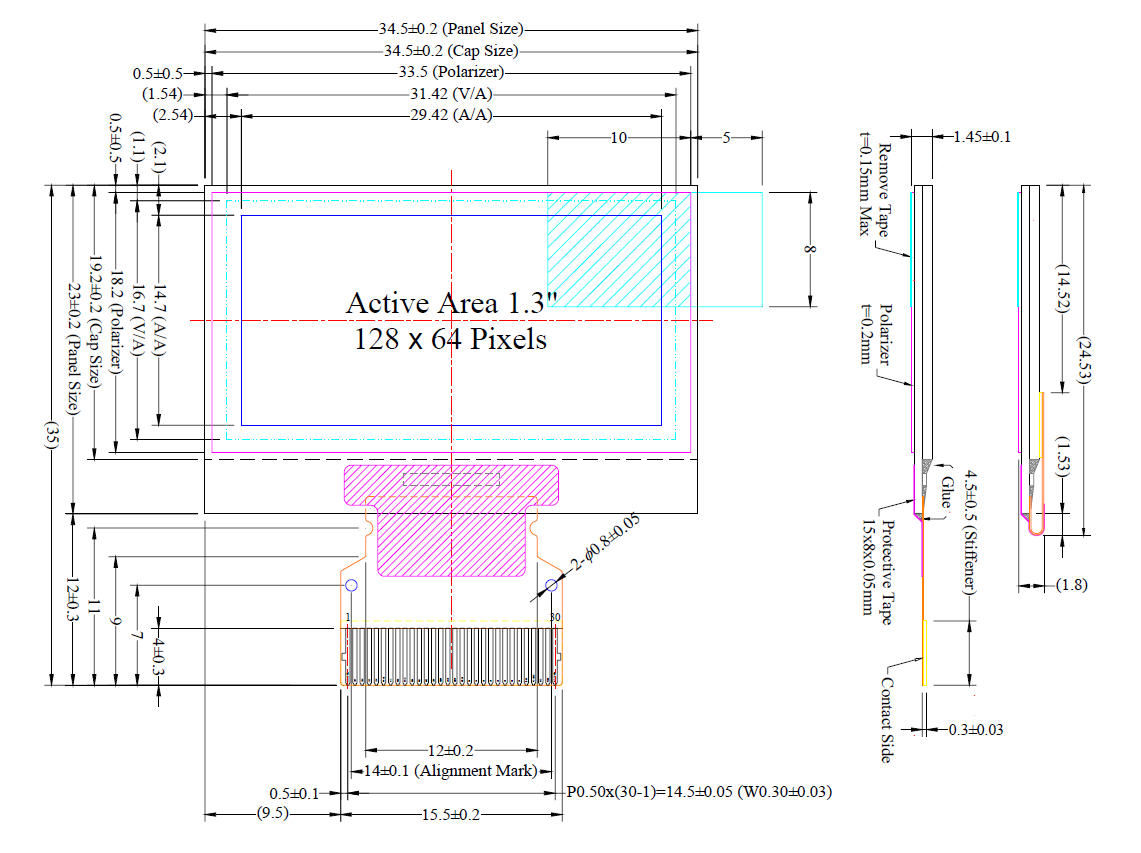 34.5±0.2 (Panel Size)
34.5±0.2 (Cap Size)
0.5±0.5
33.5 (Polarizer)
(1.54)
31.42 (V/A)
(2.54)
29.42 (A/A)
10
5
0.5±0.5
(1.1)
(2.1)
8
(35)
23±0.2 (Panel Size)
19.2±0.2 (Cap Size)
18.2 (Polarizer)
16.7 (V/A)
14.7 (A/A)
Active Area 1.3"
128 x 64 Pixels
12±0.3
11
9
7
4±0.3
2-ϕ0.8±0.05
1
30
12±0.2
14±0.1 (Alignment Mark)
0.5±0.1
P0.50x(30-1)=14.5±0.05 (W0.30±0.03)
(9.5)
15.5±0.2
1.45±0.1
Remove Tape
t=0.15mm Max
Polarizer
t=0.2mm
Glue
4.5±0.5 (Stiffener)
Protective Tape
15x8x0.05mm
Contact Side
0.3±0.03
(14.52)
(24.53)
(1.53)
(1.8)